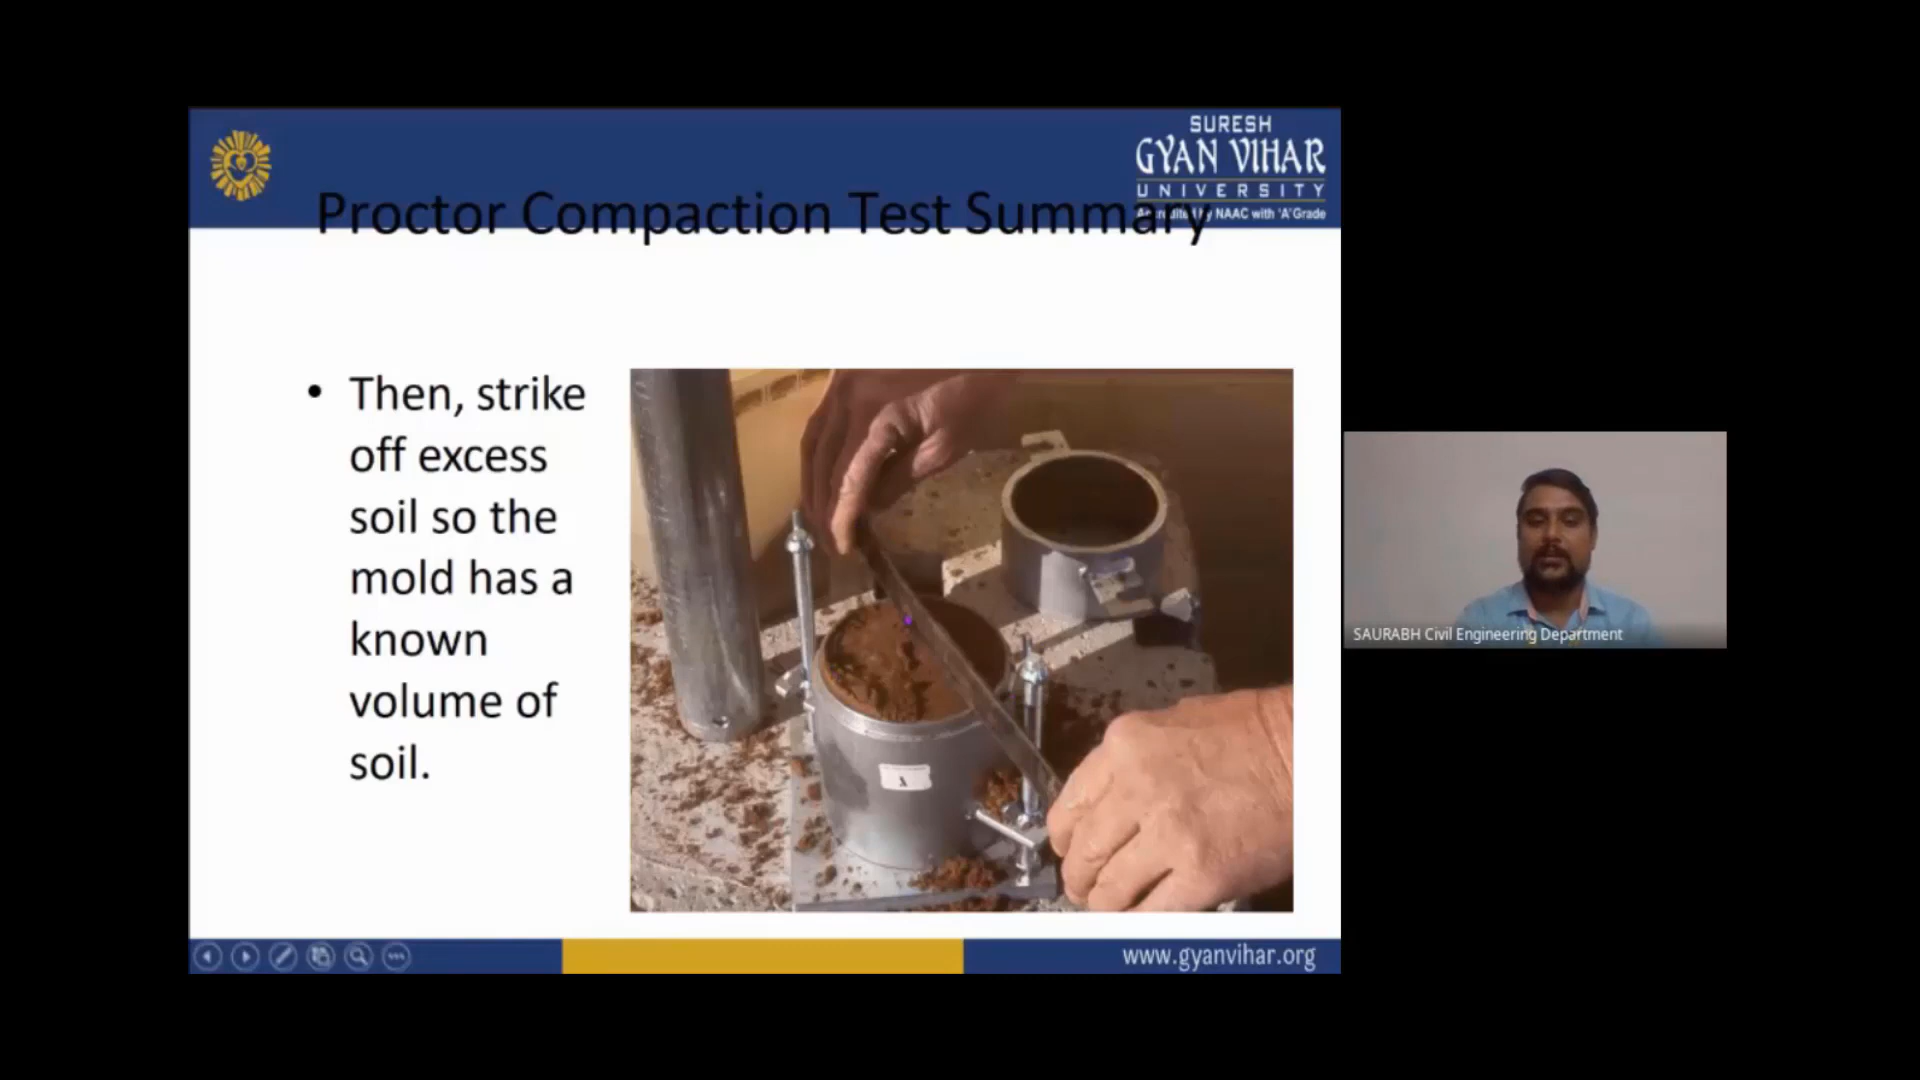 SURESH
GYAN VIHAR
UNIVERSITY
Accredited by NAAC with 'A' Grade
Proctor Compaction Test Summary
• Then, strike
off excess
soil so the
mold has a
known
volume of
soil.
A
SAURABH Civil Engineering Department
www.gyanvihar.org